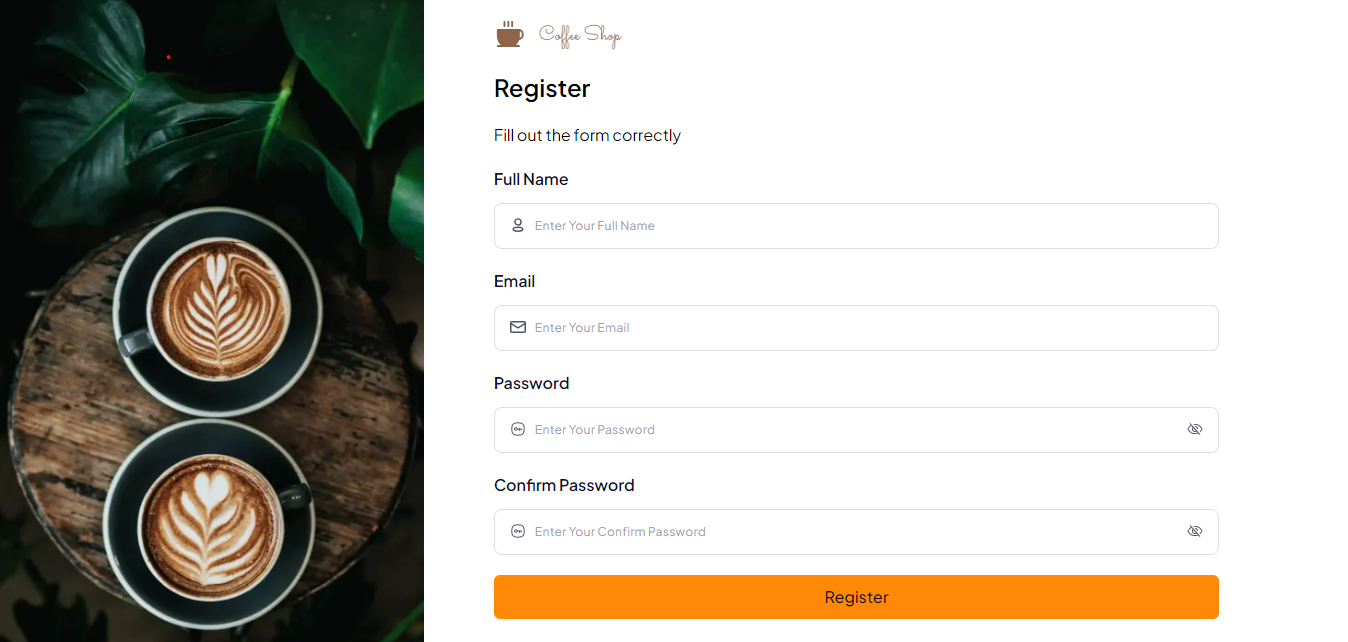 Coffee Shop
Register
Fill out the form correctly
Full Name
Enter Your Full Name
Email
Enter Your Email
Password
Enter Your Password
Confirm Password
Enter Your Confirm Password
Register